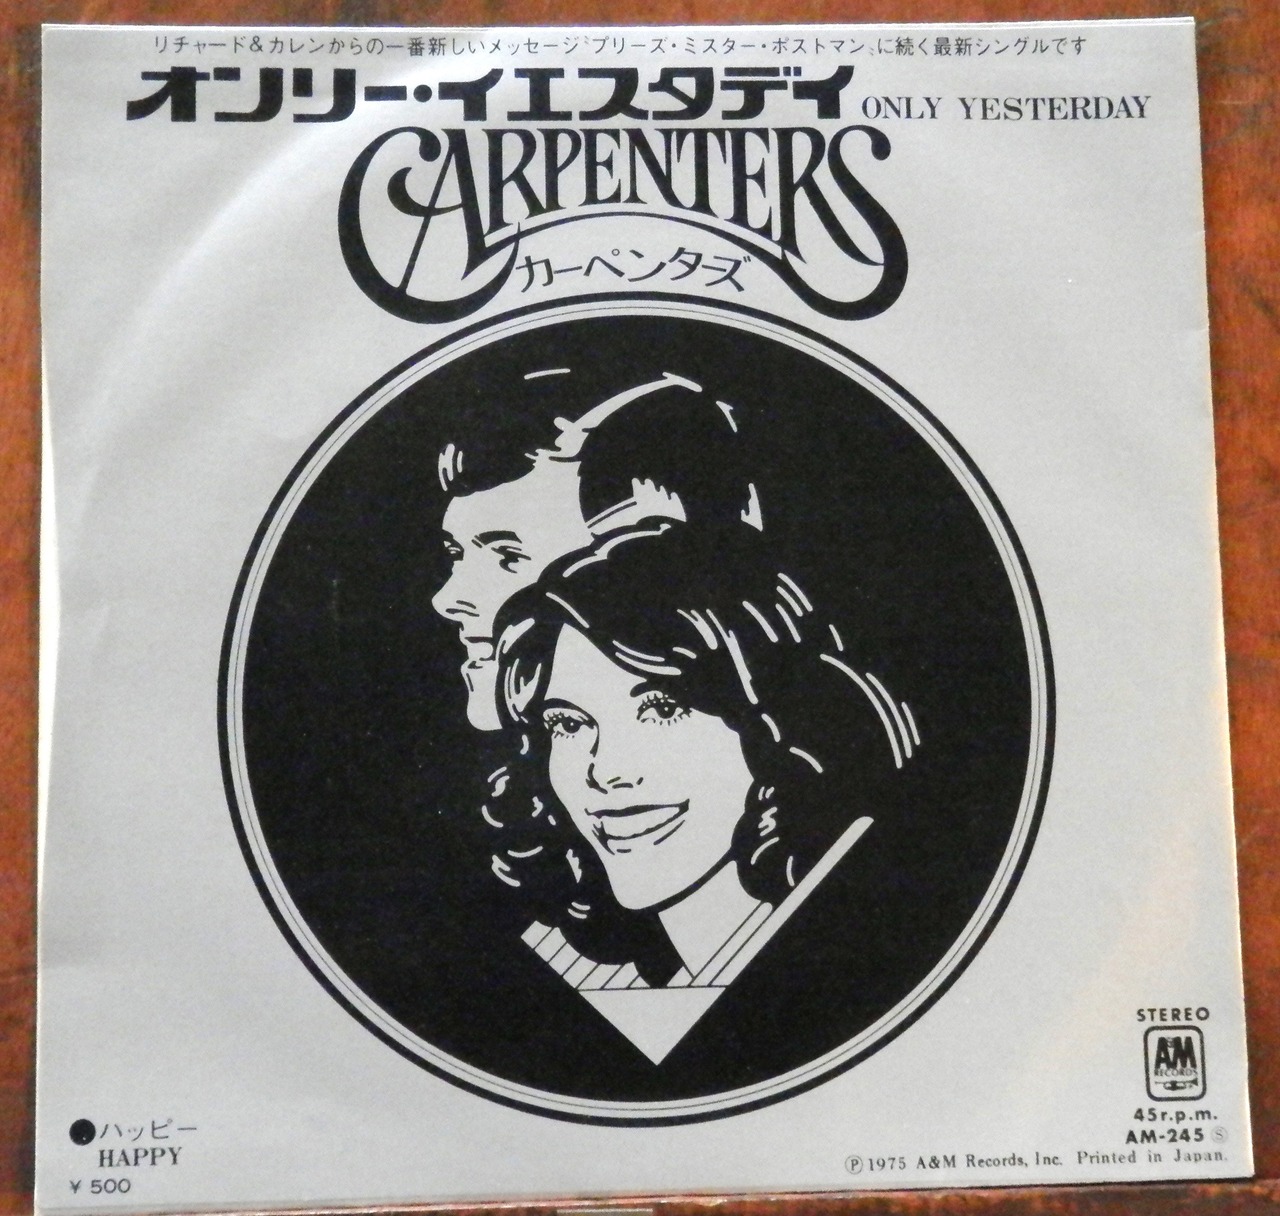 リチャード&カレンからの一番新しいメッセージ〝プリーズ・ミスター・ポストマン〟に続く最新シングルです
オンリー・イエスタデイ ONLY YESTERDAY
CARPENTERS
カーペンターズ
STEREO
A&M
RECORDS
45r.p.m.
AM-245 Ⓢ
●ハッピー
HAPPY
¥ 500
Ⓟ1975 A&M Records, Inc. Printed in Japan.